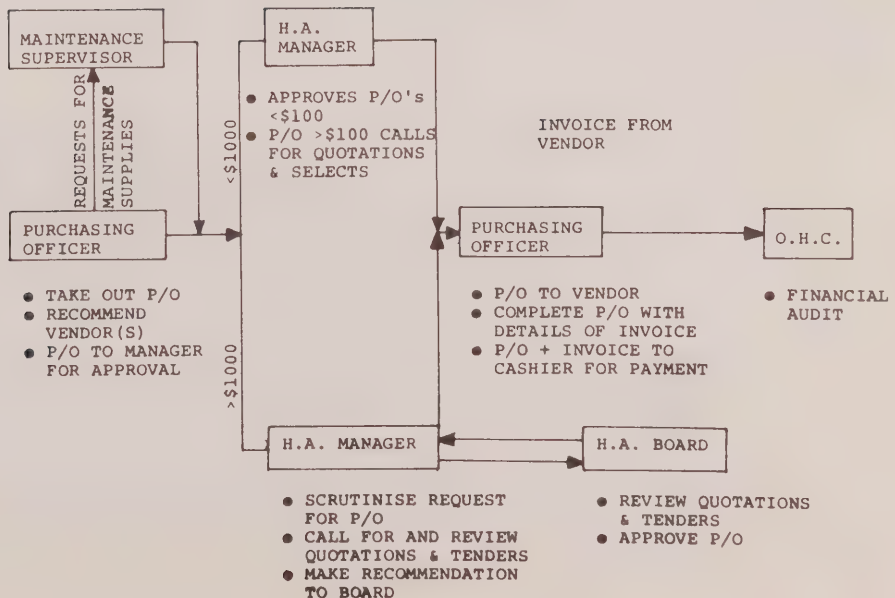 MAINTENANCE
SUPERVISOR
REQUESTS FOR
MAINTENANCE
SUPPLIES
PURCHASING
OFFICER
● TAKE OUT P/O
● RECOMMEND
VENDOR(S)
● P/O TO MANAGER
FOR APPROVAL
<$1000
>$1000
H.A.
MANAGER
● APPROVES P/O's
<$100
● P/O >$100 CALLS
FOR QUOTATIONS
& SELECTS
INVOICE FROM
VENDOR
PURCHASING
OFFICER
● P/O TO VENDOR
● COMPLETE P/O WITH
DETAILS OF INVOICE
● P/O + INVOICE TO
CASHIER FOR PAYMENT
O.H.C.
● FINANCIAL
AUDIT
H.A. MANAGER
● SCRUTINISE REQUEST
FOR P/O
● CALL FOR AND REVIEW
QUOTATIONS & TENDERS
● MAKE RECOMMENDATION
TO BOARD
H.A. BOARD
● REVIEW QUOTATIONS
& TENDERS
● APPROVE P/O